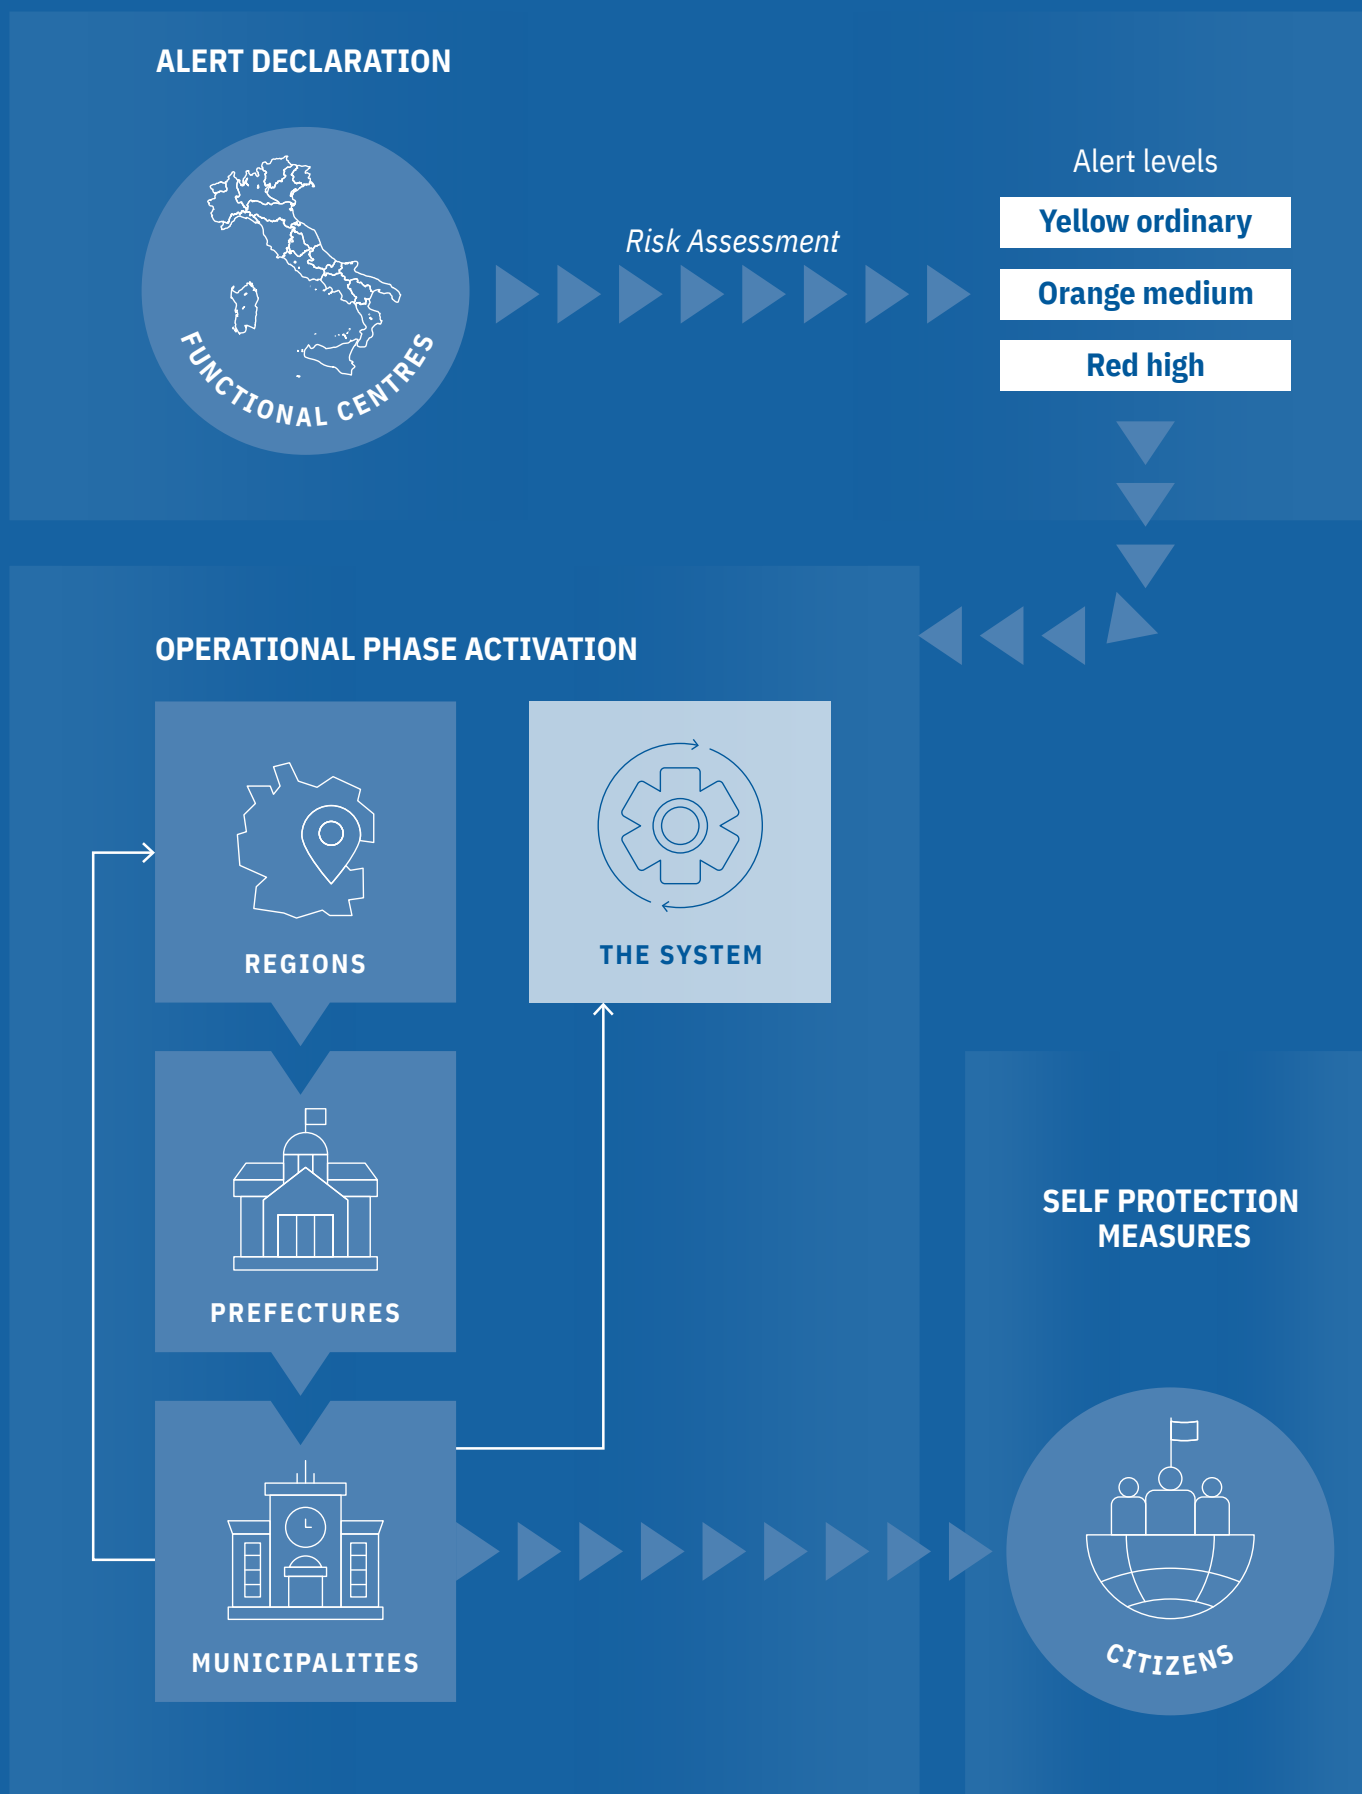 ALERT DECLARATION
FUNCTIONAL CENTRES
Risk Assessment
Alert levels
Yellow ordinary
Orange medium
Red high
OPERATIONAL PHASE ACTIVATION
REGIONS
THE SYSTEM
PREFECTURES
MUNICIPALITIES
SELF PROTECTION
MEASURES
CITIZENS